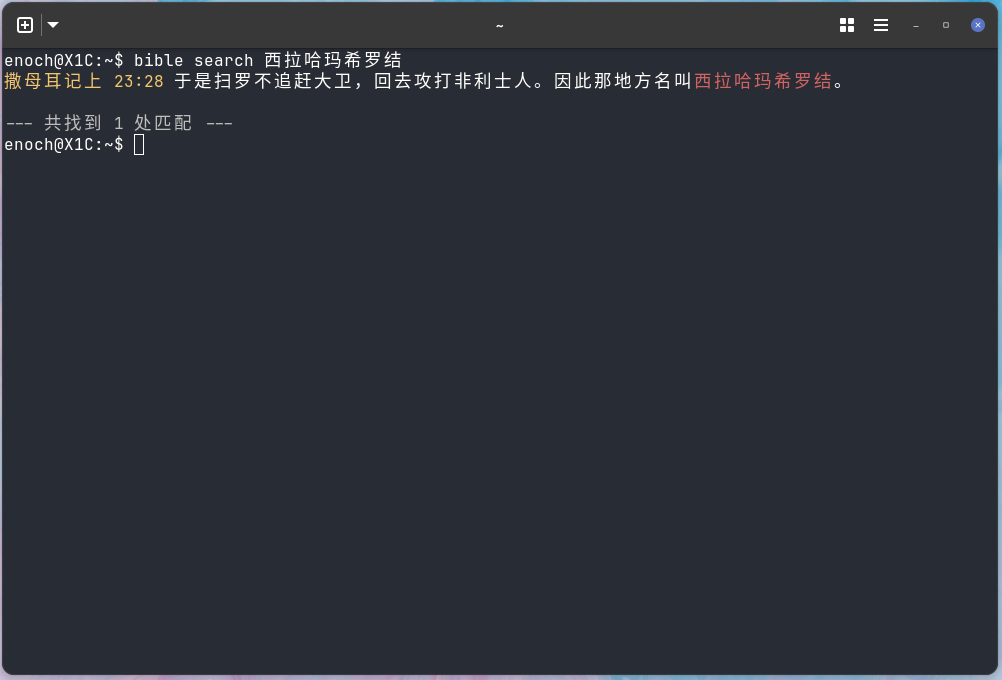 ~
enoch@X1C:~$ bible search 西拉哈玛希罗结
撒母耳记上 23:28 于是扫罗不追赶大卫，回去攻打非利士人。因此那地方名叫西拉哈玛希罗结。
--- 共找到 1 处匹配 ---
enoch@X1C:~$